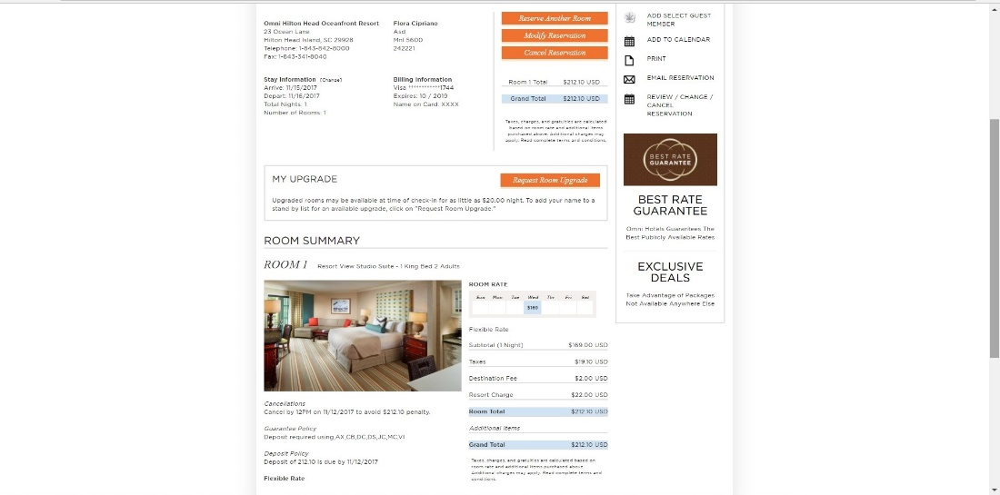 Omni Hilton Head Oceanfront Resort
23 Ocean Lane
Hilton Head Island, SC 29928
Telephone: 1-843-842-8000
Fax: 1-843-341-8040
Flora Cipriano
Asd
Mnl 5600
242221
Stay Information [Change]
Arrive: 11/15/2017
Depart: 11/16/2017
Total Nights: 1
Number of Rooms: 1
Billing Information
Visa ************1744
Expires: 10 / 2019
Name on Card: XXXX
Reserve Another Room
Modify Reservation
Cancel Reservation
Room 1 Total $212.10 USD
Grand Total $212.10 USD
Taxes, charges, and gratuities are calculated
based on room rate and additional items
purchased above. Additional charges may
apply. Read complete terms and conditions.
ADD SELECT GUEST
MEMBER
ADD TO CALENDAR
PRINT
EMAIL RESERVATION
REVIEW / CHANGE /
CANCEL
RESERVATION
BEST RATE
GUARANTEE
BEST RATE
GUARANTEE
Omni Hotels Guarantees The
Best Publicly Available Rates
EXCLUSIVE
DEALS
Take Advantage of Packages
Not Available Anywhere Else
MY UPGRADE
Request Room Upgrade
Upgraded rooms may be available at time of check-in for as little as $20.00 night. To add your name to a
stand by list for an available upgrade, click on "Request Room Upgrade."
ROOM SUMMARY
ROOM 1 Resort View Studio Suite - 1 King Bed 2 Adults
ROOM RATE
Sun Mon Tue Wed Thr Fri Sat
$169
Flexible Rate
Subtotal (1 Night) $169.00 USD
Taxes $19.10 USD
Destination Fee $2.00 USD
Resort Charge $22.00 USD
Room Total $212.10 USD
Additional Items
Grand Total $212.10 USD
Taxes, charges, and gratuities are calculated based on
room rate and additional items purchased above.
Additional charges may apply. Read complete terms and
conditions.
Cancellations
Cancel by 12PM on 11/12/2017 to avoid $212.10 penalty.
Guarantee Policy
Deposit required using,AX,CB,DC,DS,JC,MC,VI
Deposit Policy
Deposit of 212.10 is due by 11/12/2017
Flexible Rate